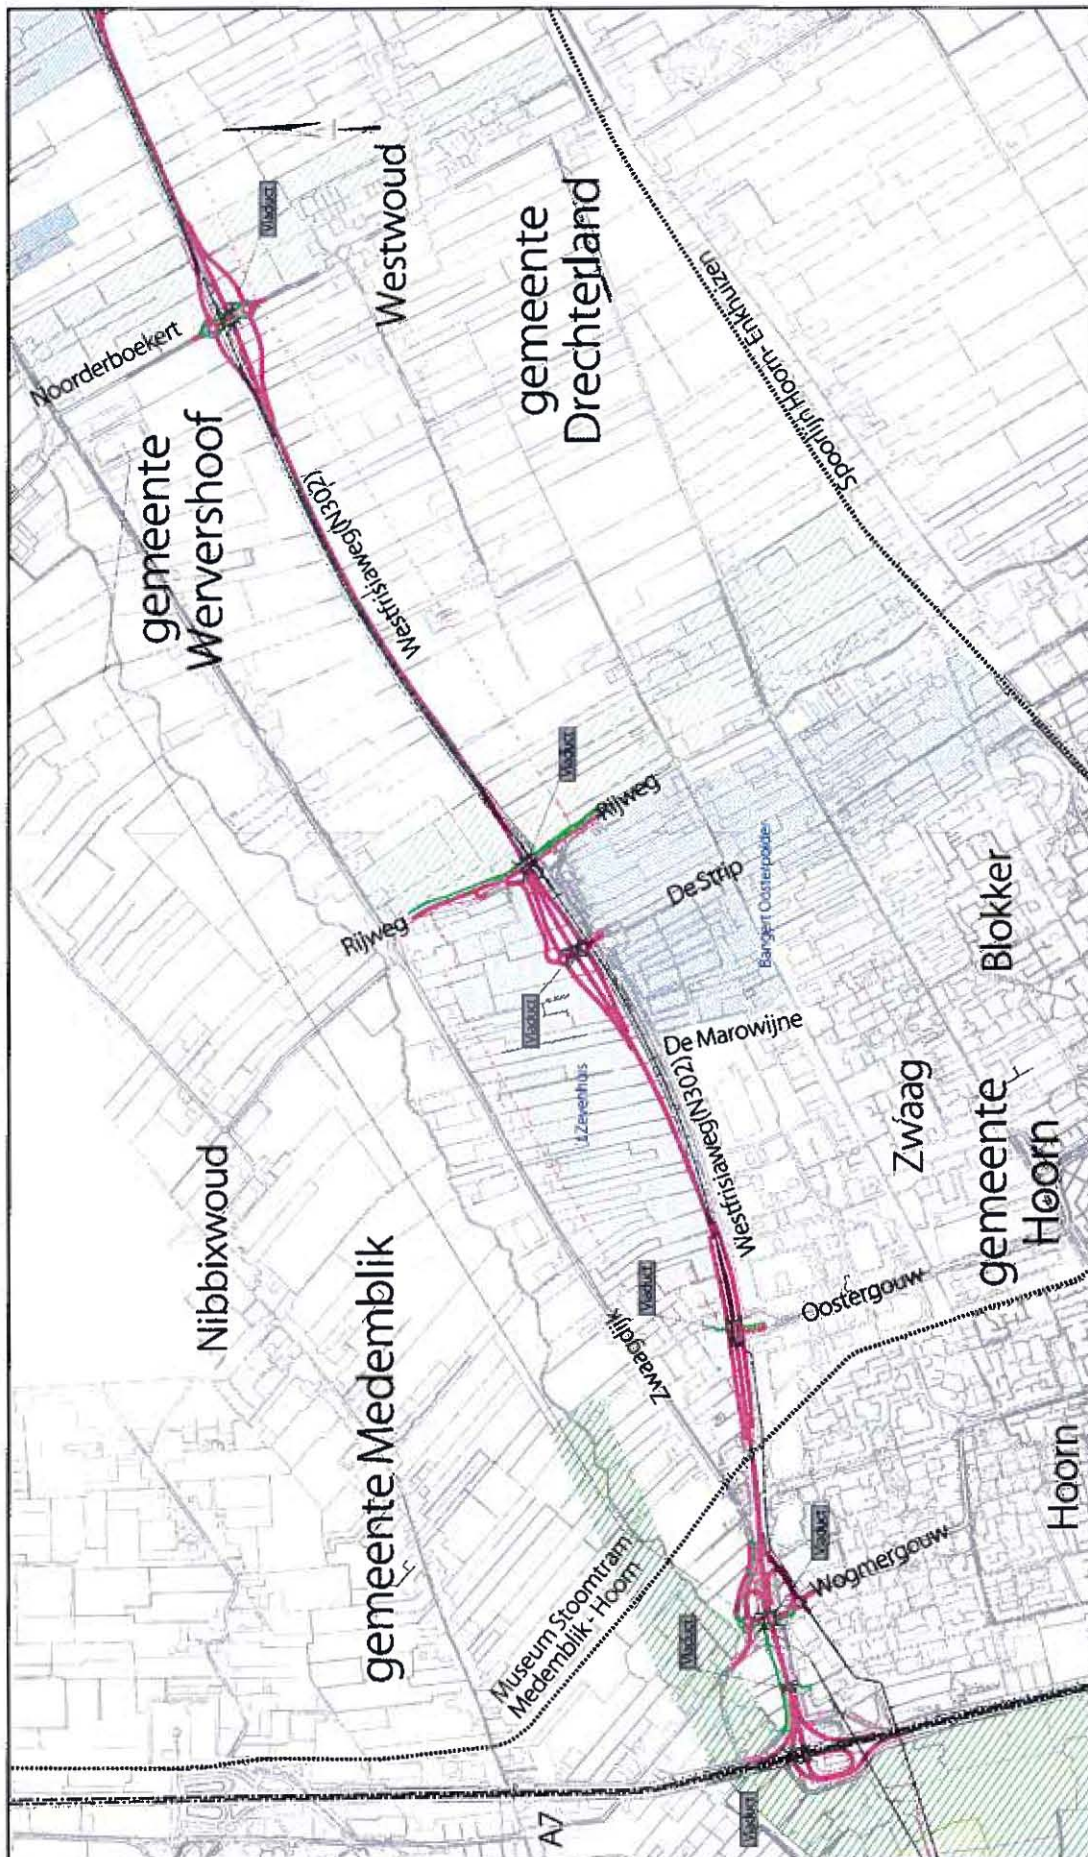 Noorderboekert
Viaduct
Westwoud
gemeente
Wervershoof
gemeente
Drechterland
Westfrisiaweg(N302)
Spoorlijn Hoorn- Enkhuizen
Rijweg
Viaduct
Rijweg
De Strip
Bangert Oosterpolder
Viaduct
De Marowijne
Blokker
't Zevenhuis
Westfrisiaweg(N302)
Zwaag
Nibbixwoud
gemeente
Hoorn
gemeente Medemblik
Zwaagdijk
Viaduct
Oostergouw
Museum Stoomtram
Medemblik - Hoorn
Viaduct
Wogmergouw
Hoorn
Viaduct
Viaduct
A7